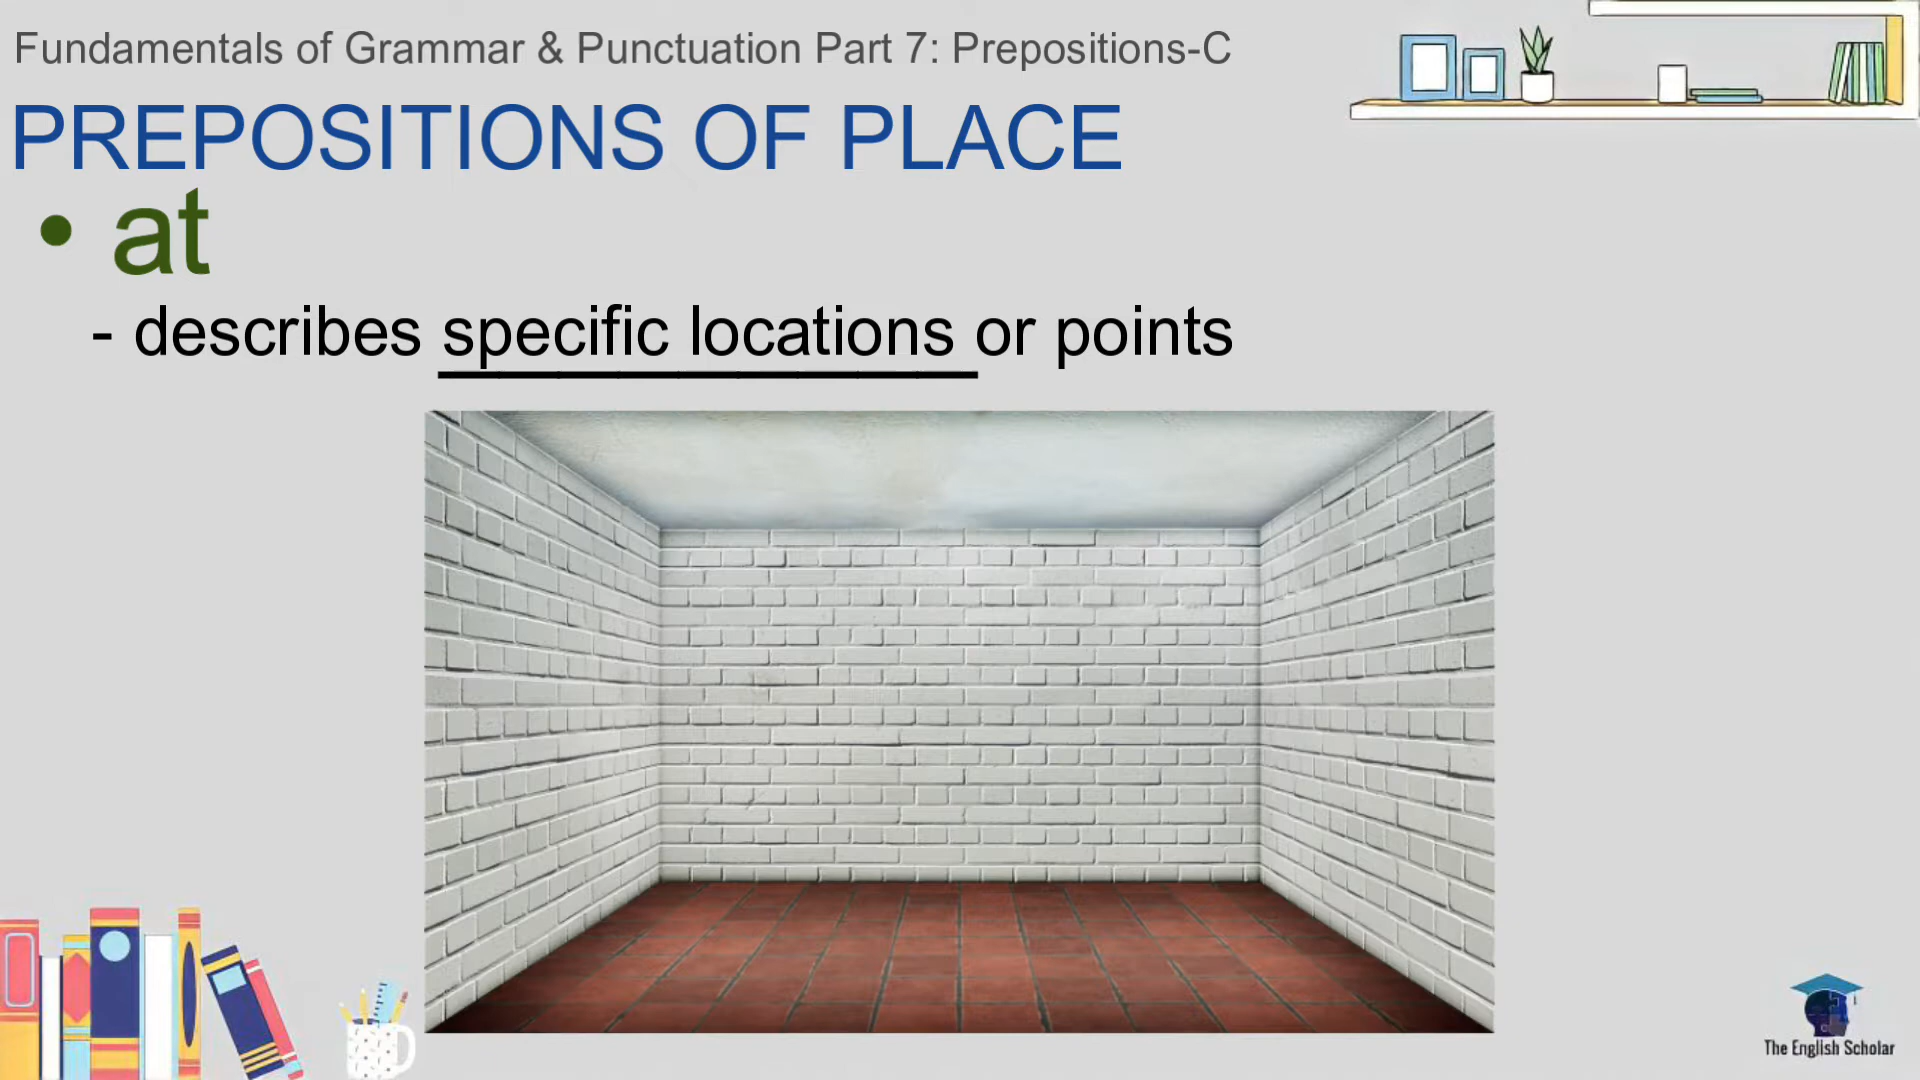 Fundamentals of Grammar & Punctuation Part 7: Prepositions-C
PREPOSITIONS OF PLACE
• at
- describes specific locations or points
The English Scholar